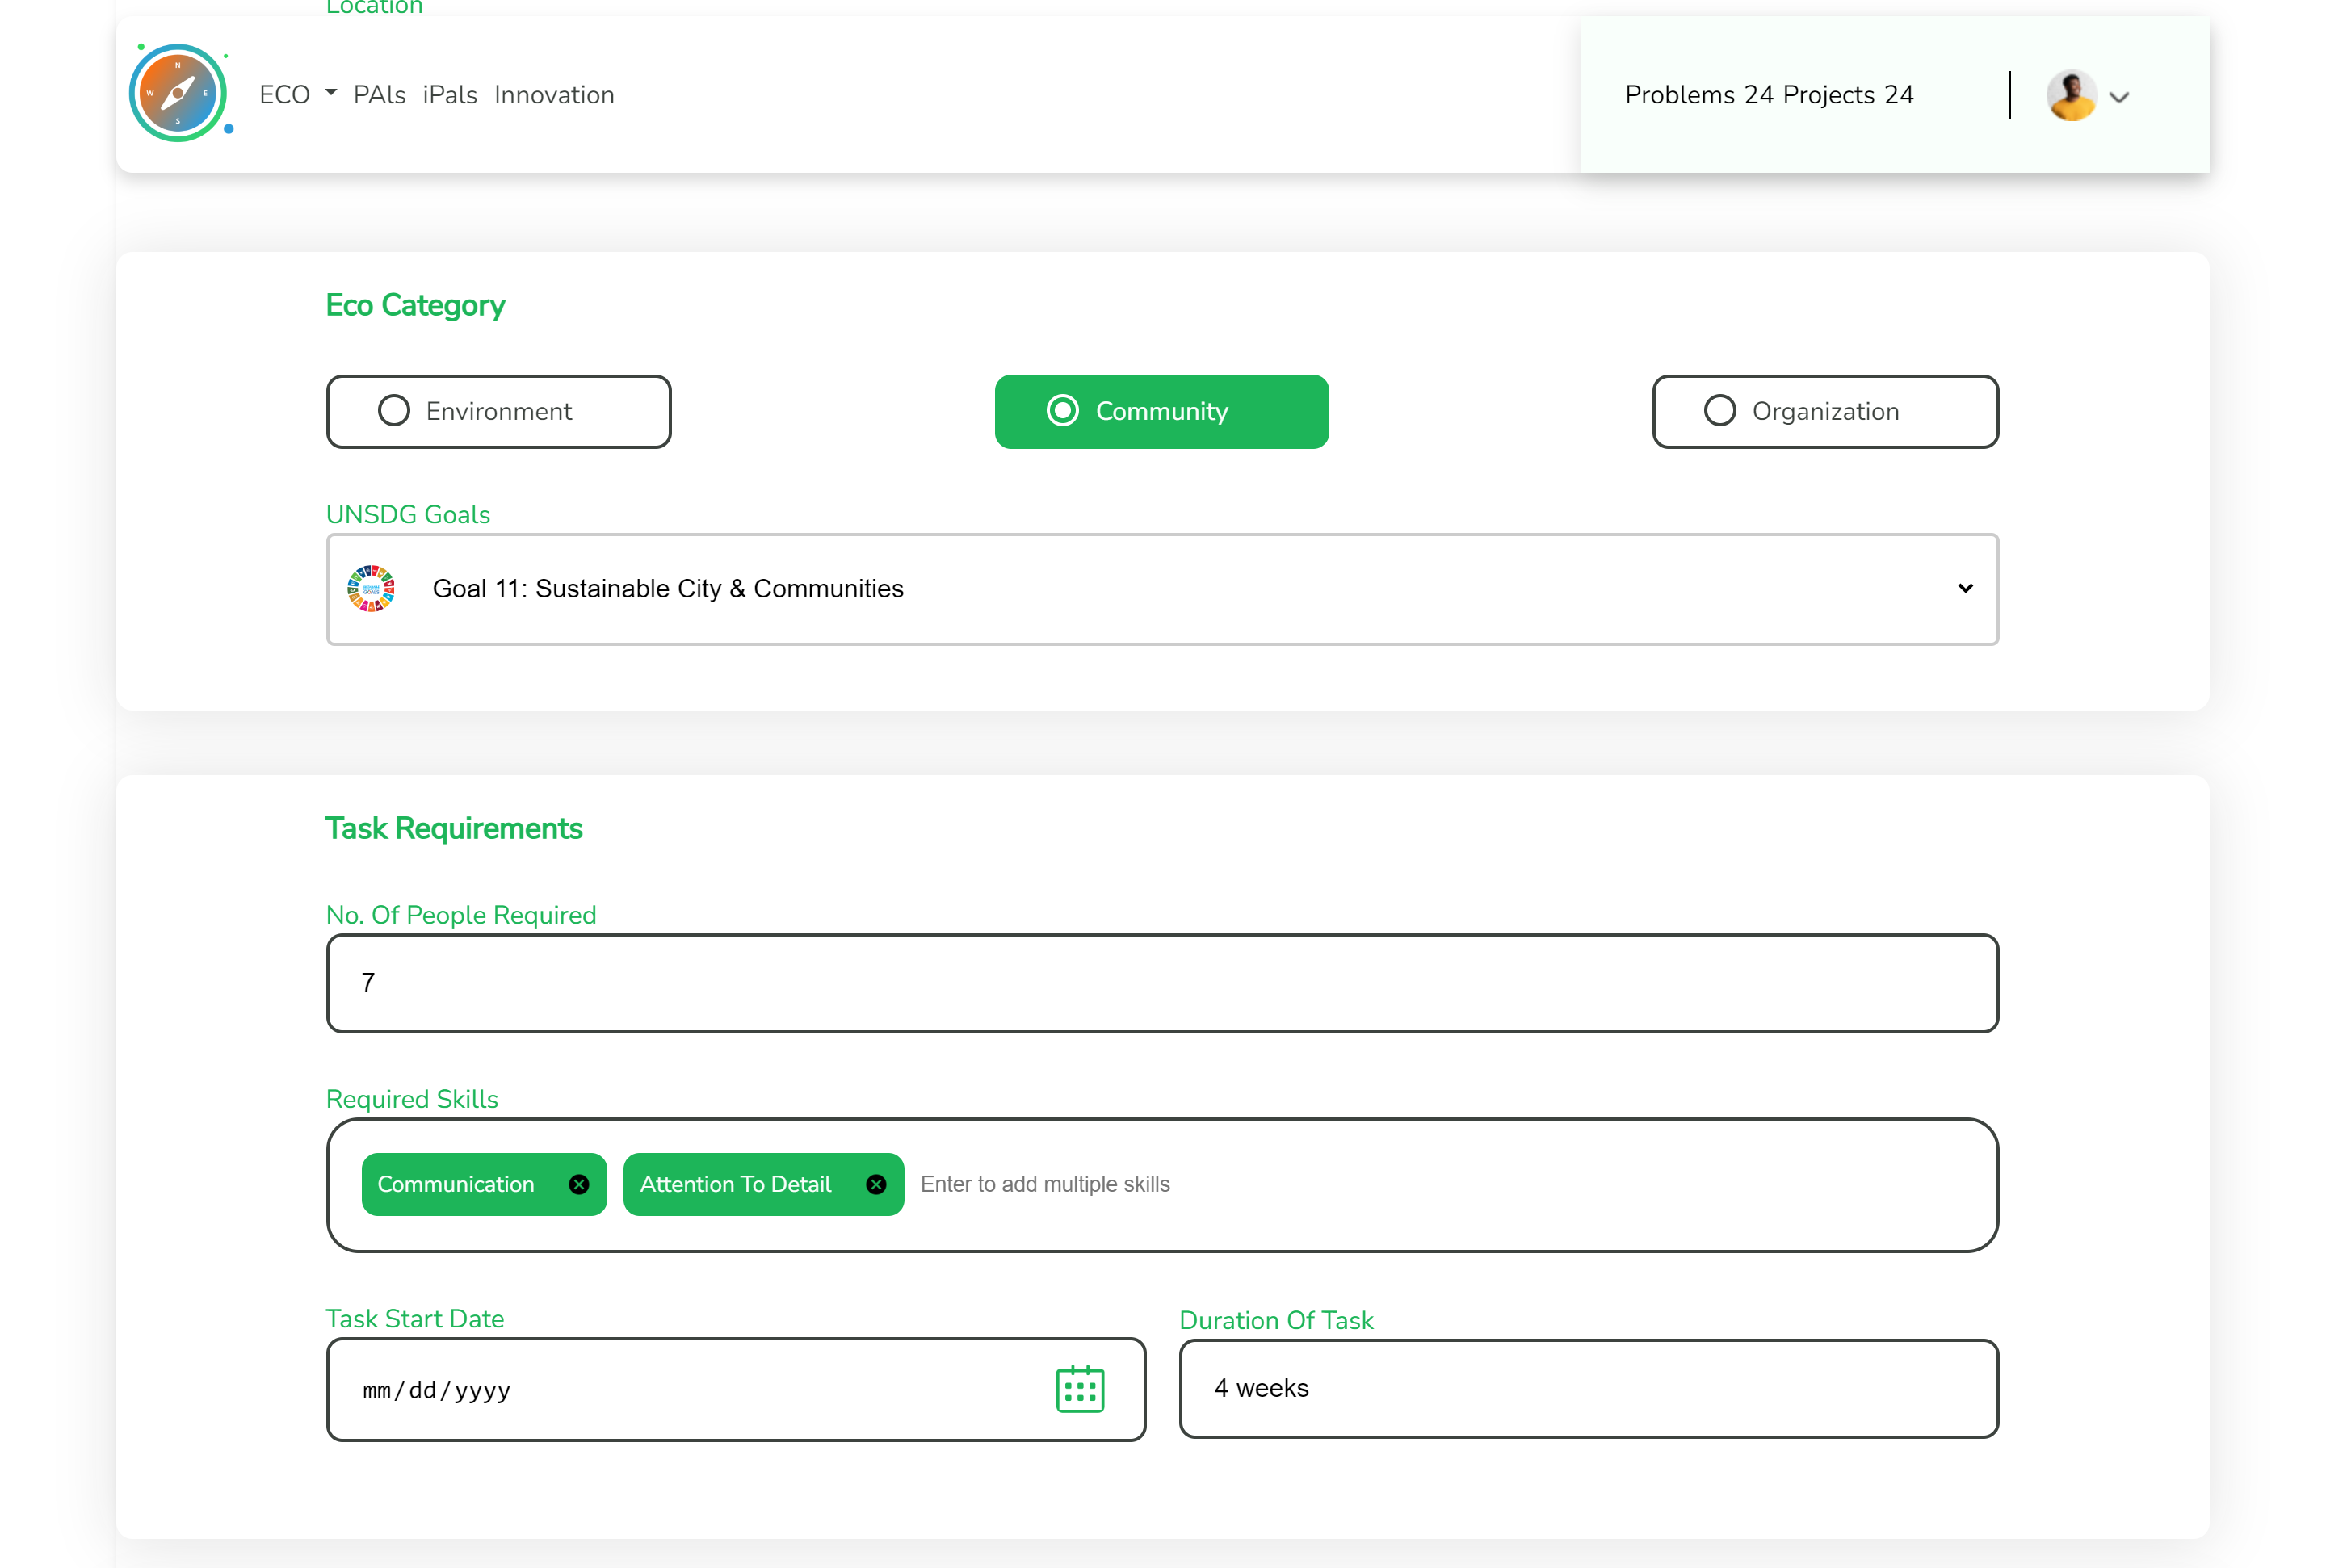 Location
N
W E
S
ECO PAls iPals Innovation
Problems 24 Projects 24
Eco Category
Environment
Community
Organization
UNSDG Goals
GOALS
Goal 11: Sustainable City & Communities
Task Requirements
No. Of People Required
7
Required Skills
Communication Attention To Detail Enter to add multiple skills
Task Start Date
Duration Of Task
mm/dd/yyyy
4 weeks